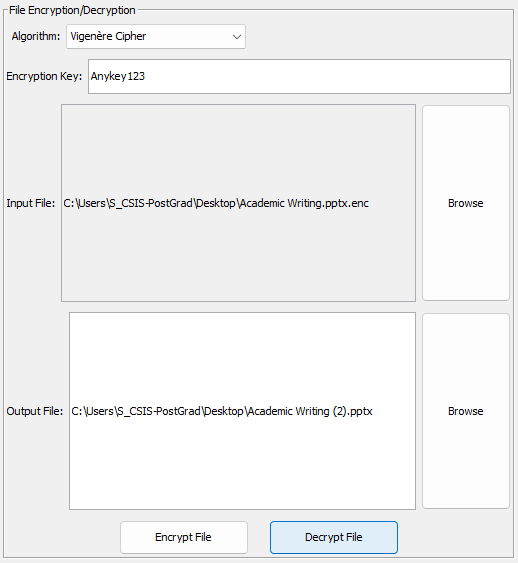 File Encryption/Decryption
Algorithm: Vigenère Cipher
Encryption Key: Anykey123
Input File: C:\Users\S_CSIS-PostGrad\Desktop\Academic Writing.pptx.enc Browse
Output File: C:\Users\S_CSIS-PostGrad\Desktop\Academic Writing (2).pptx Browse
Encrypt File Decrypt File